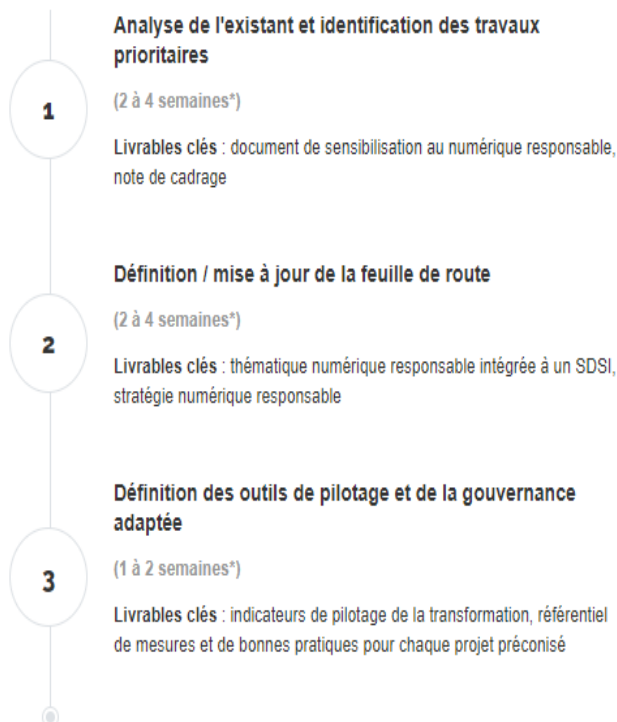 Analyse de l'existant et identification des travaux
prioritaires
1
(2 à 4 semaines*)
Livrables clés : document de sensibilisation au numérique responsable,
note de cadrage
Définition / mise à jour de la feuille de route
2
(2 à 4 semaines*)
Livrables clés : thématique numérique responsable intégrée à un SDSI,
stratégie numérique responsable
Définition des outils de pilotage et de la gouvernance
adaptée
3
(1 à 2 semaines*)
Livrables clés : indicateurs de pilotage de la transformation, référentiel
de mesures et de bonnes pratiques pour chaque projet préconisé